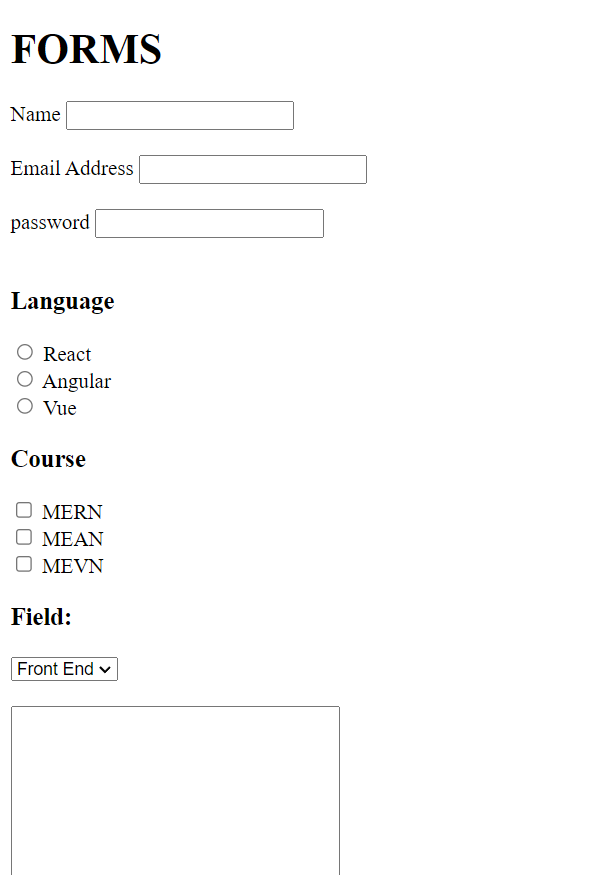 FORMS
Name
Email Address
password
Language
React
Angular
Vue
Course
MERN
MEAN
MEVN
Field:
Front End